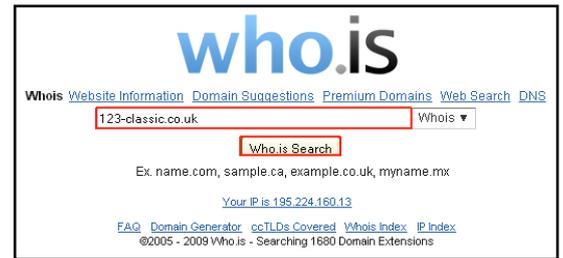 who.is
Whois Website Information Domain Suggestions Premium Domains Web Search DNS
123-classic.co.uk Whois ▼
Who.is Search
Ex. name.com, sample.ca, example.co.uk, myname.mx
Your IP is 195.224.160.13
FAQ Domain Generator ccTLDs Covered Whois Index IP Index
©2005 - 2009 Who.is - Searching 1680 Domain Extensions